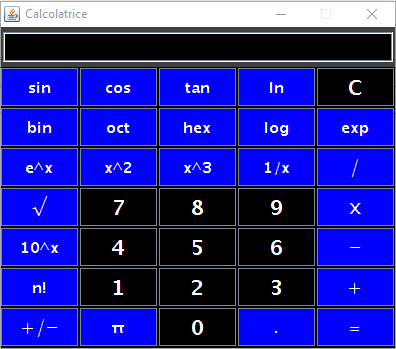 Calcolatrice
sin cos tan ln C
bin oct hex log exp
e^x x^2 x^3 1/x /
√ 7 8 9 x
10^x 4 5 6 −
n! 1 2 3 +
+/− π 0 . =